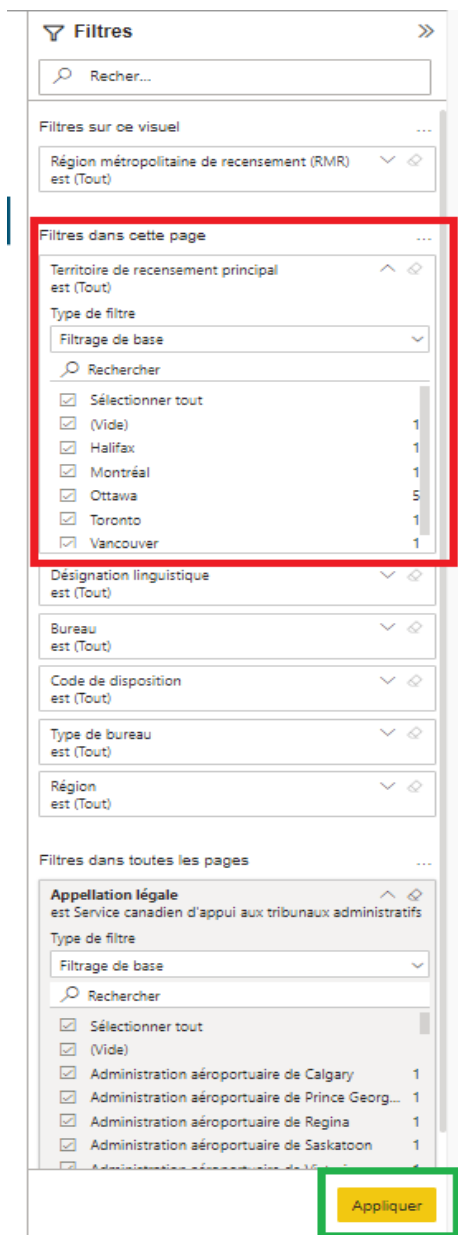 Filtres
Recher...
Filtres sur ce visuel
...
Région métropolitaine de recensement (RMR)
est (Tout)
Filtres dans cette page
...
Territoire de recensement principal
est (Tout)
Type de filtre
Filtrage de base
Rechercher
Sélectionner tout
(Vide) 1
Halifax 1
Montréal 1
Ottawa 5
Toronto 1
Vancouver 1
Désignation linguistique
est (Tout)
Bureau
est (Tout)
Code de disposition
est (Tout)
Type de bureau
est (Tout)
Région
est (Tout)
Filtres dans toutes les pages
...
Appellation légale
est Service canadien d'appui aux tribunaux administratifs
Type de filtre
Filtrage de base
Rechercher
Sélectionner tout
(Vide)
Administration aéroportuaire de Calgary 1
Administration aéroportuaire de Prince Georg... 1
Administration aéroportuaire de Regina 1
Administration aéroportuaire de Saskatoon 1
Administration aéroportuaire de
Appliquer